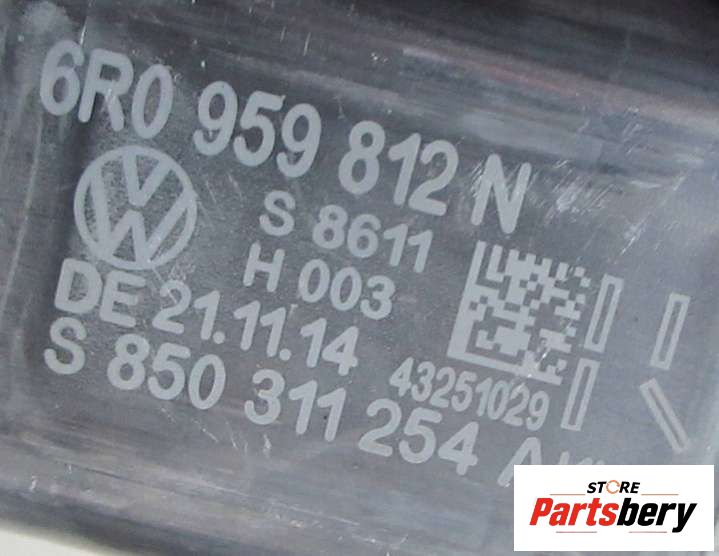 6R0 959 812 N
S 8611
H 003
DE 21.11.14
43251029
S 850 311 254
STORE
Partsbery